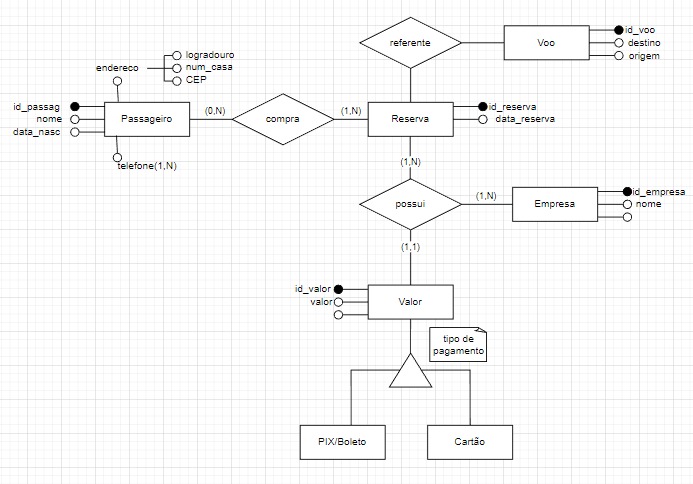 referente
Voo
id_voo
destino
origem
endereco
logradouro
num_casa
CEP
id_passag
nome
data_nasc
Passageiro
telefone(1,N)
(0,N)
compra
(1,N)
Reserva
id_reserva
data_reserva
(1,N)
possui
(1,N)
Empresa
id_empresa
nome
(1,1)
id_valor
valor
Valor
tipo de
pagamento
PIX/Boleto
Cartão